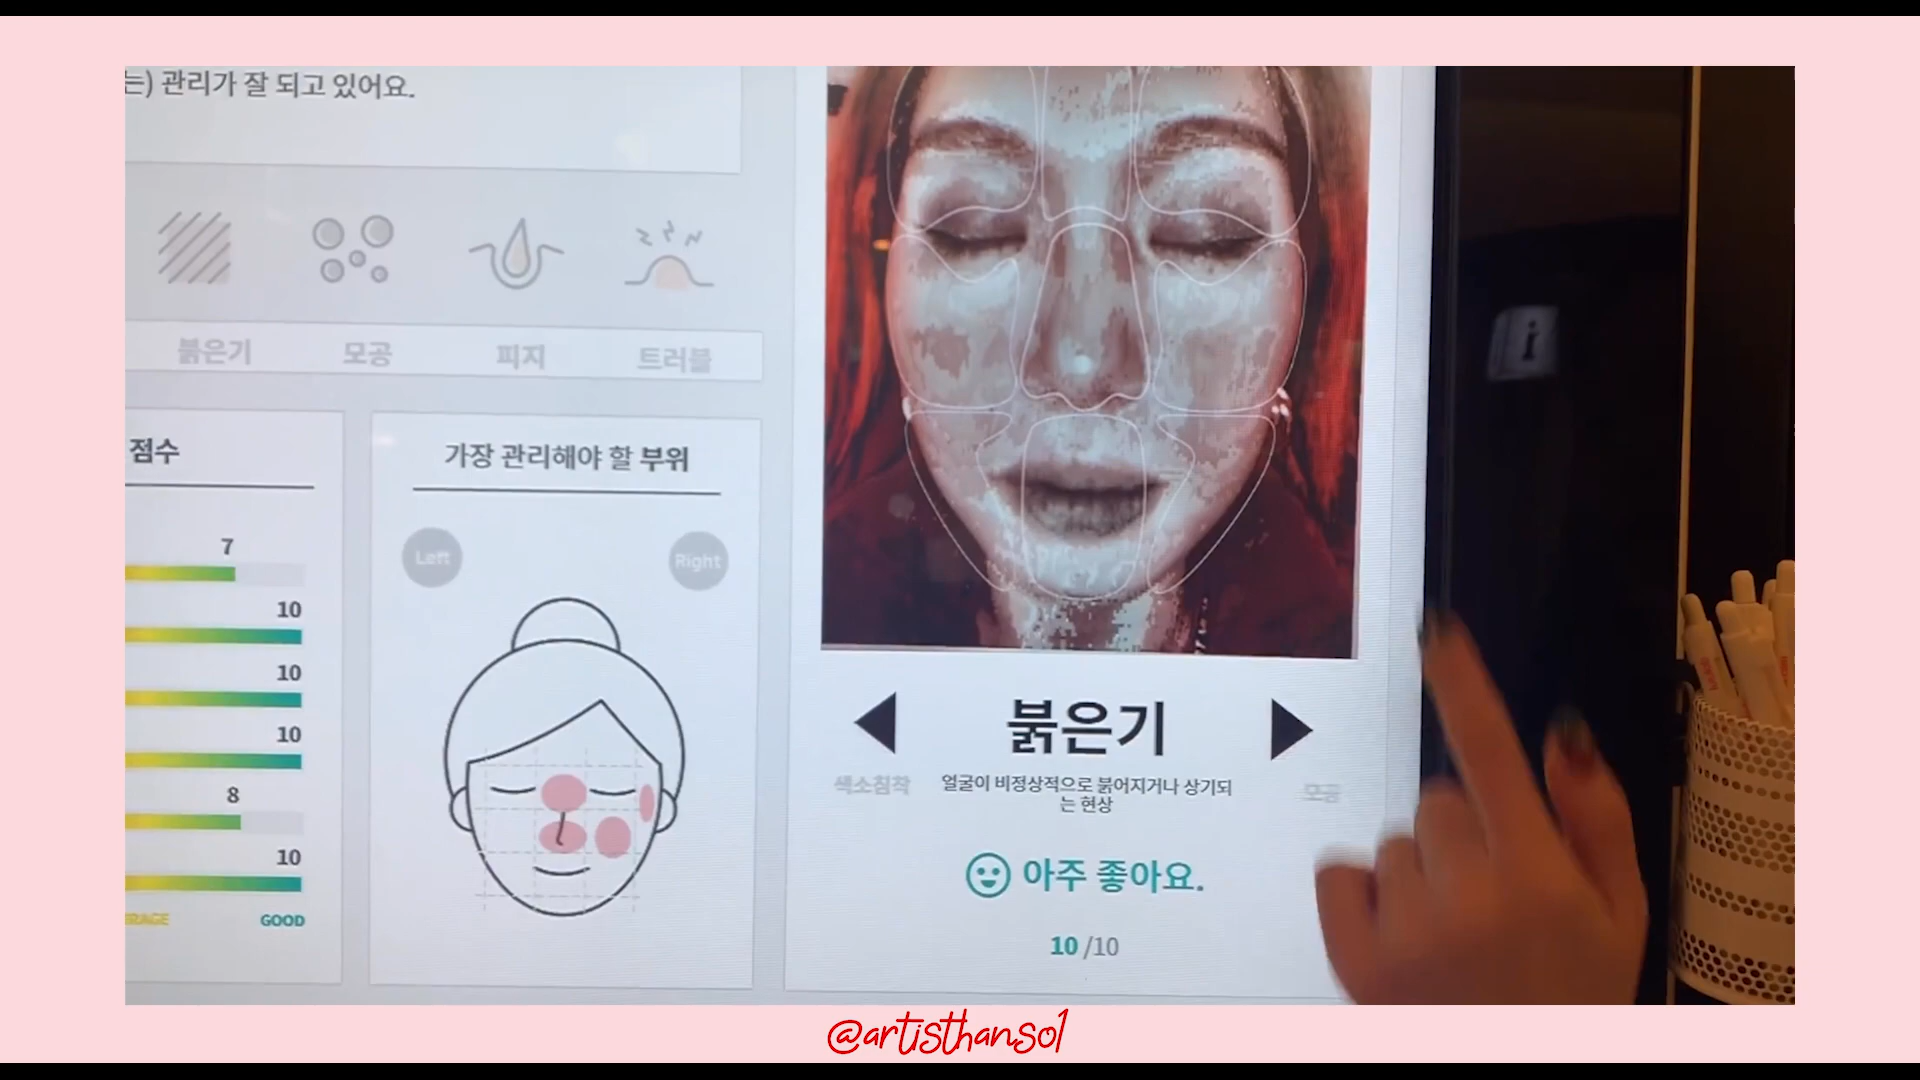 는) 관리가 잘 되고 있어요.
붉은기
모공
피지
트러블
점수
7
10
10
10
8
10
GOOD
가장 관리해야 할 부위
Left
Right
붉은기
색소침착
얼굴이 비정상적으로 붉어지거나 상기되
는 현상
모공
아주 좋아요.
10 /10
i
@artisthansol